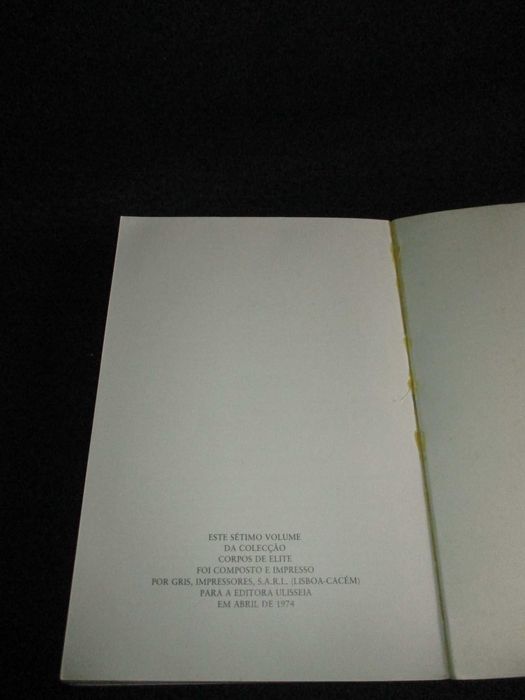 ESTE SÉTIMO VOLUME
DA COLECÇÃO
CORPOS DE ELITE
FOI COMPOSTO E IMPRESSO
POR GRIS, IMPRESSORES, S.A.R.L. (LISBOA-CACÉM)
PARA A EDITORA ULISSEIA
EM ABRIL DE 1974